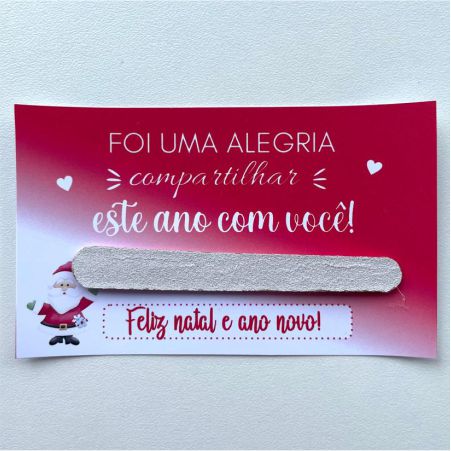 FOI UMA ALEGRIA
compartilhar
este ano com você!
Feliz natal e ano novo!